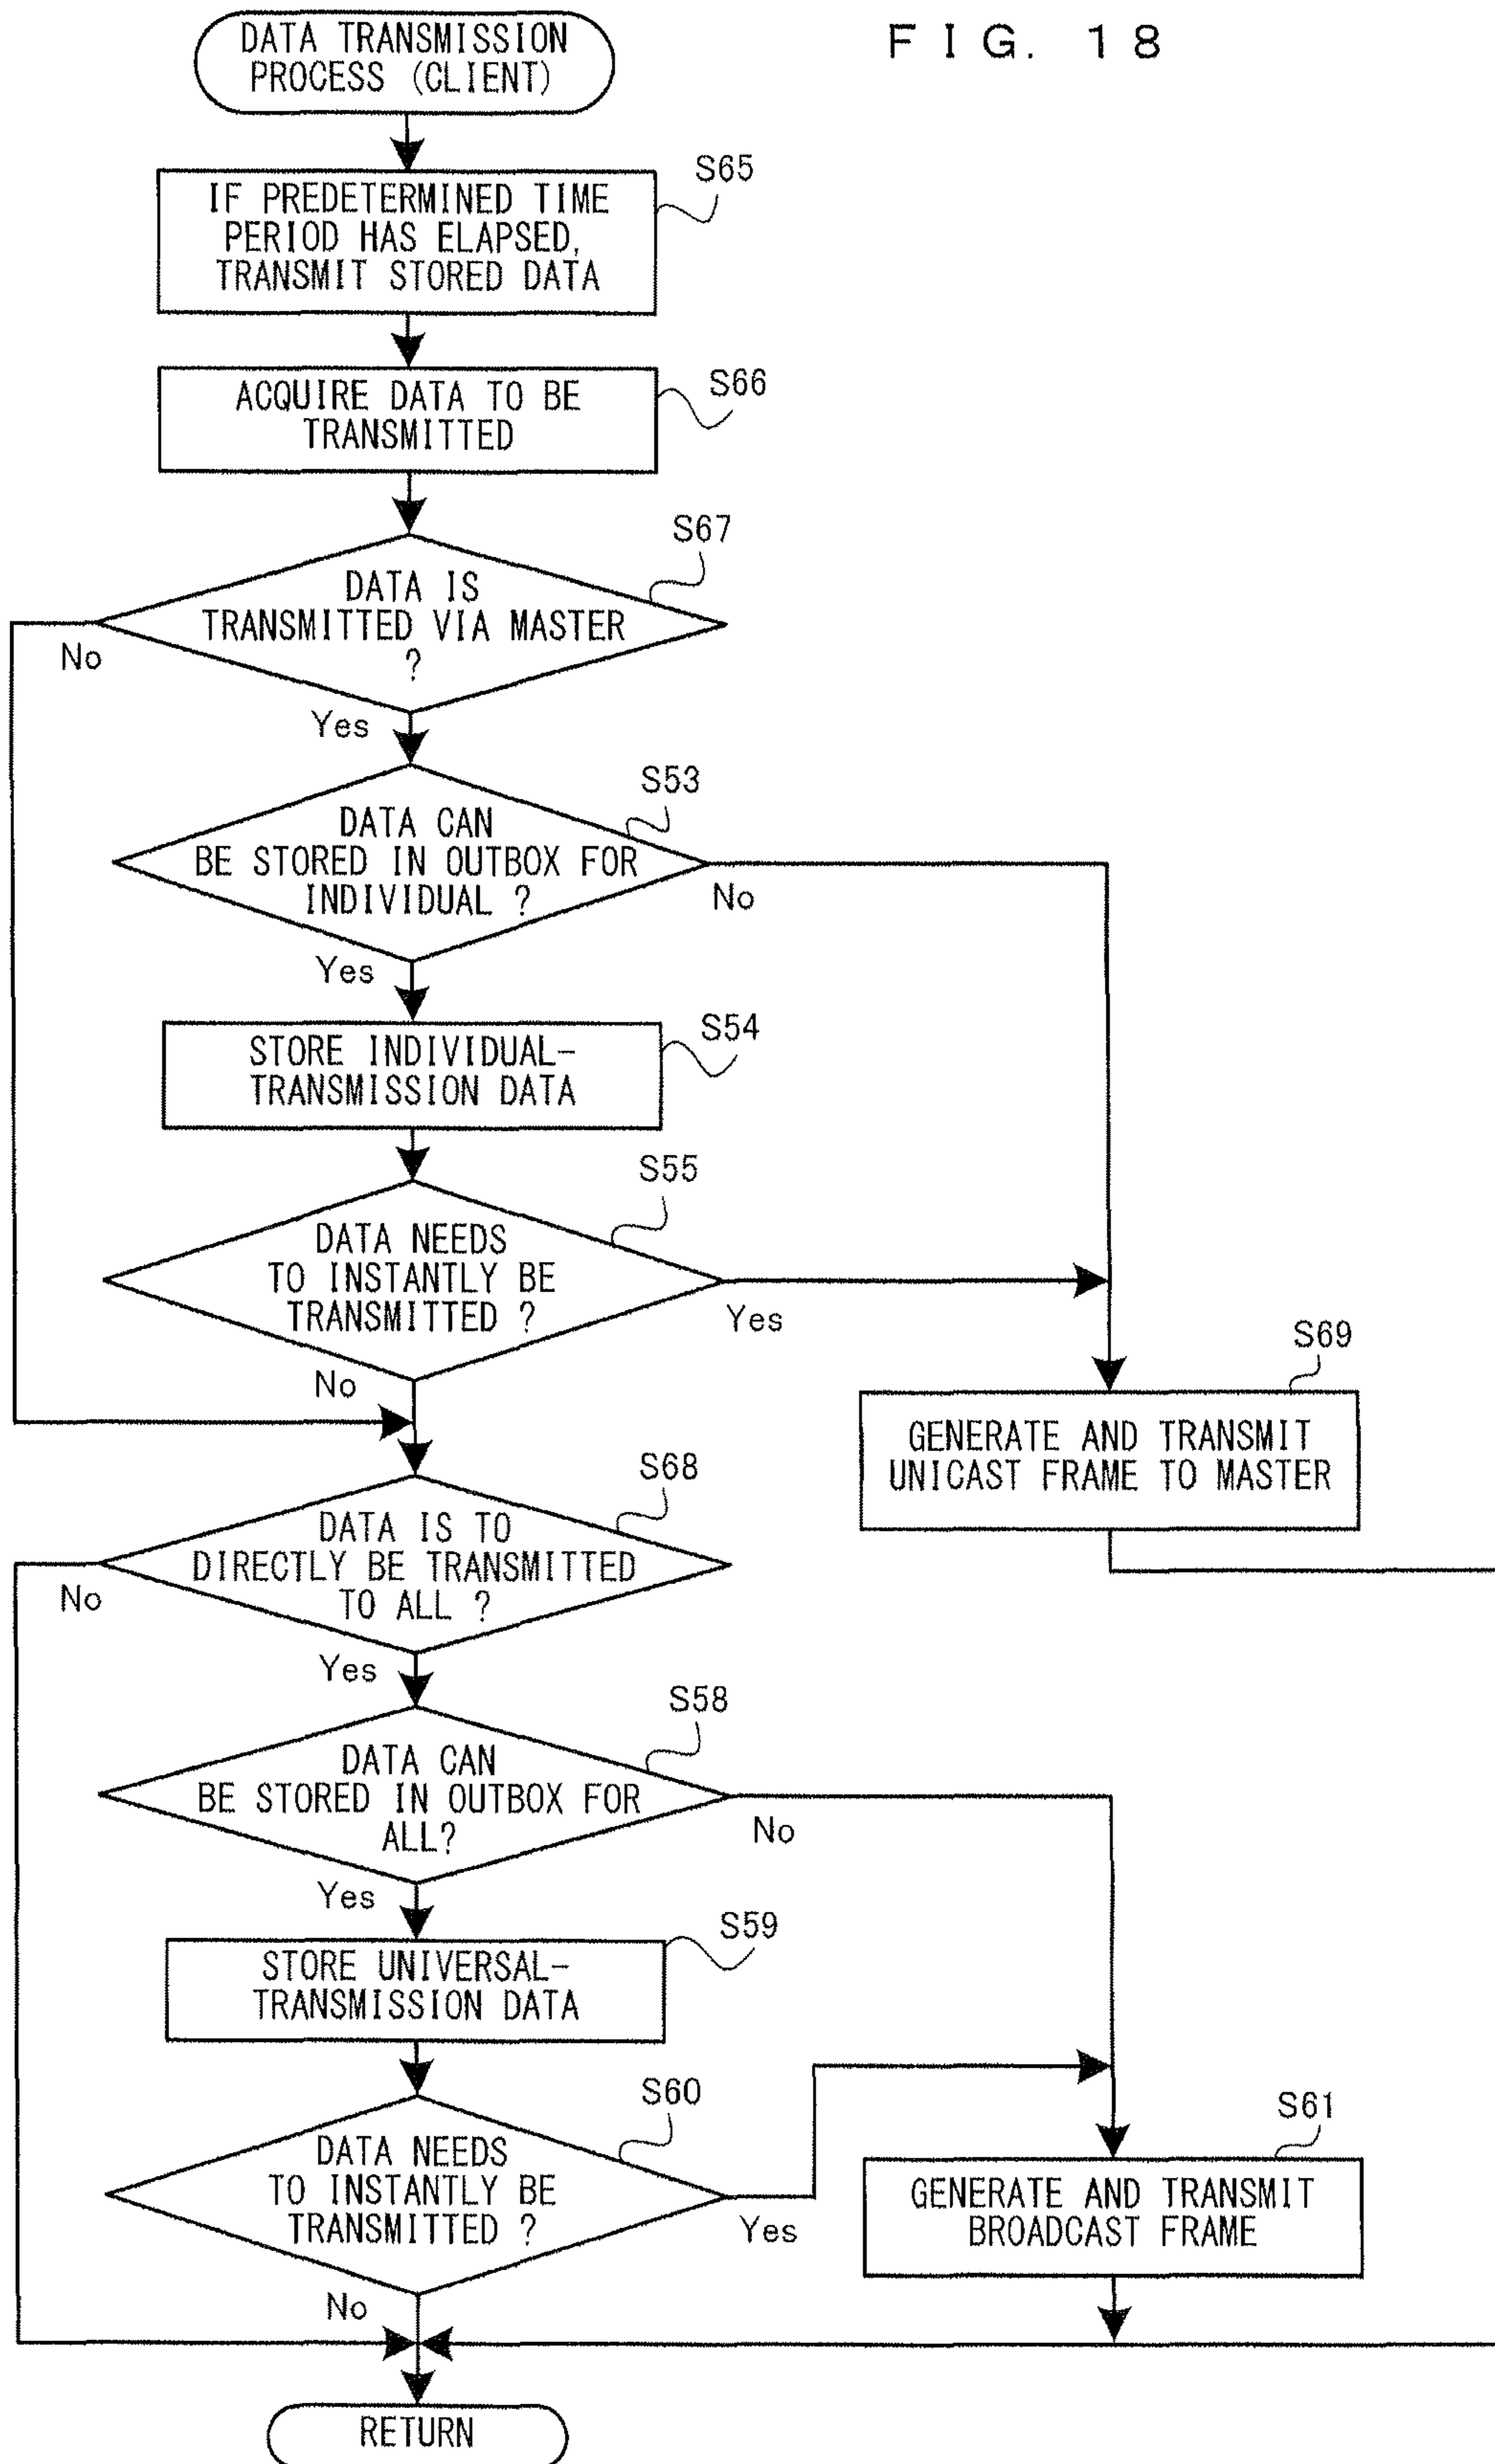 FIG. 18
DATA TRANSMISSION
PROCESS (CLIENT)
S65
IF PREDETERMINED TIME
PERIOD HAS ELAPSED,
TRANSMIT STORED DATA
S66
ACQUIRE DATA TO BE
TRANSMITTED
S67
DATA IS
TRANSMITTED VIA MASTER
?
No
Yes
S53
DATA CAN
BE STORED IN OUTBOX FOR
INDIVIDUAL ?
No
Yes
S54
STORE INDIVIDUAL-
TRANSMISSION DATA
S55
DATA NEEDS
TO INSTANTLY BE
TRANSMITTED ?
Yes
No
S69
GENERATE AND TRANSMIT
UNICAST FRAME TO MASTER
S68
DATA IS TO
DIRECTLY BE TRANSMITTED
TO ALL ?
No
Yes
S58
DATA CAN
BE STORED IN OUTBOX FOR
ALL?
No
Yes
S59
STORE UNIVERSAL-
TRANSMISSION DATA
S60
DATA NEEDS
TO INSTANTLY BE
TRANSMITTED ?
Yes
No
S61
GENERATE AND TRANSMIT
BROADCAST FRAME
RETURN